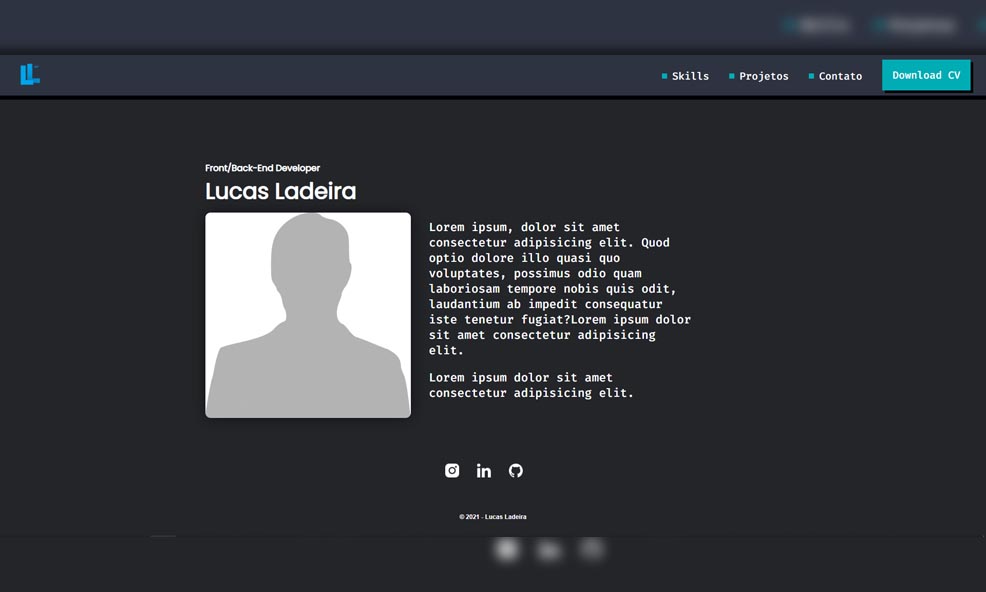 Skills
Projetos
Contato
Download CV
Front/Back-End Developer
Lucas Ladeira
Lorem ipsum, dolor sit amet
consectetur adipisicing elit. Quod
optio dolore illo quasi quo
voluptates, possimus odio quam
laboriosam tempore nobis quis odit,
laudantium ab impedit consequatur
iste tenetur fugiat?Lorem ipsum dolor
sit amet consectetur adipisicing
elit.
Lorem ipsum dolor sit amet
consectetur adipisicing elit.
in
© 2021 - Lucas Ladeira